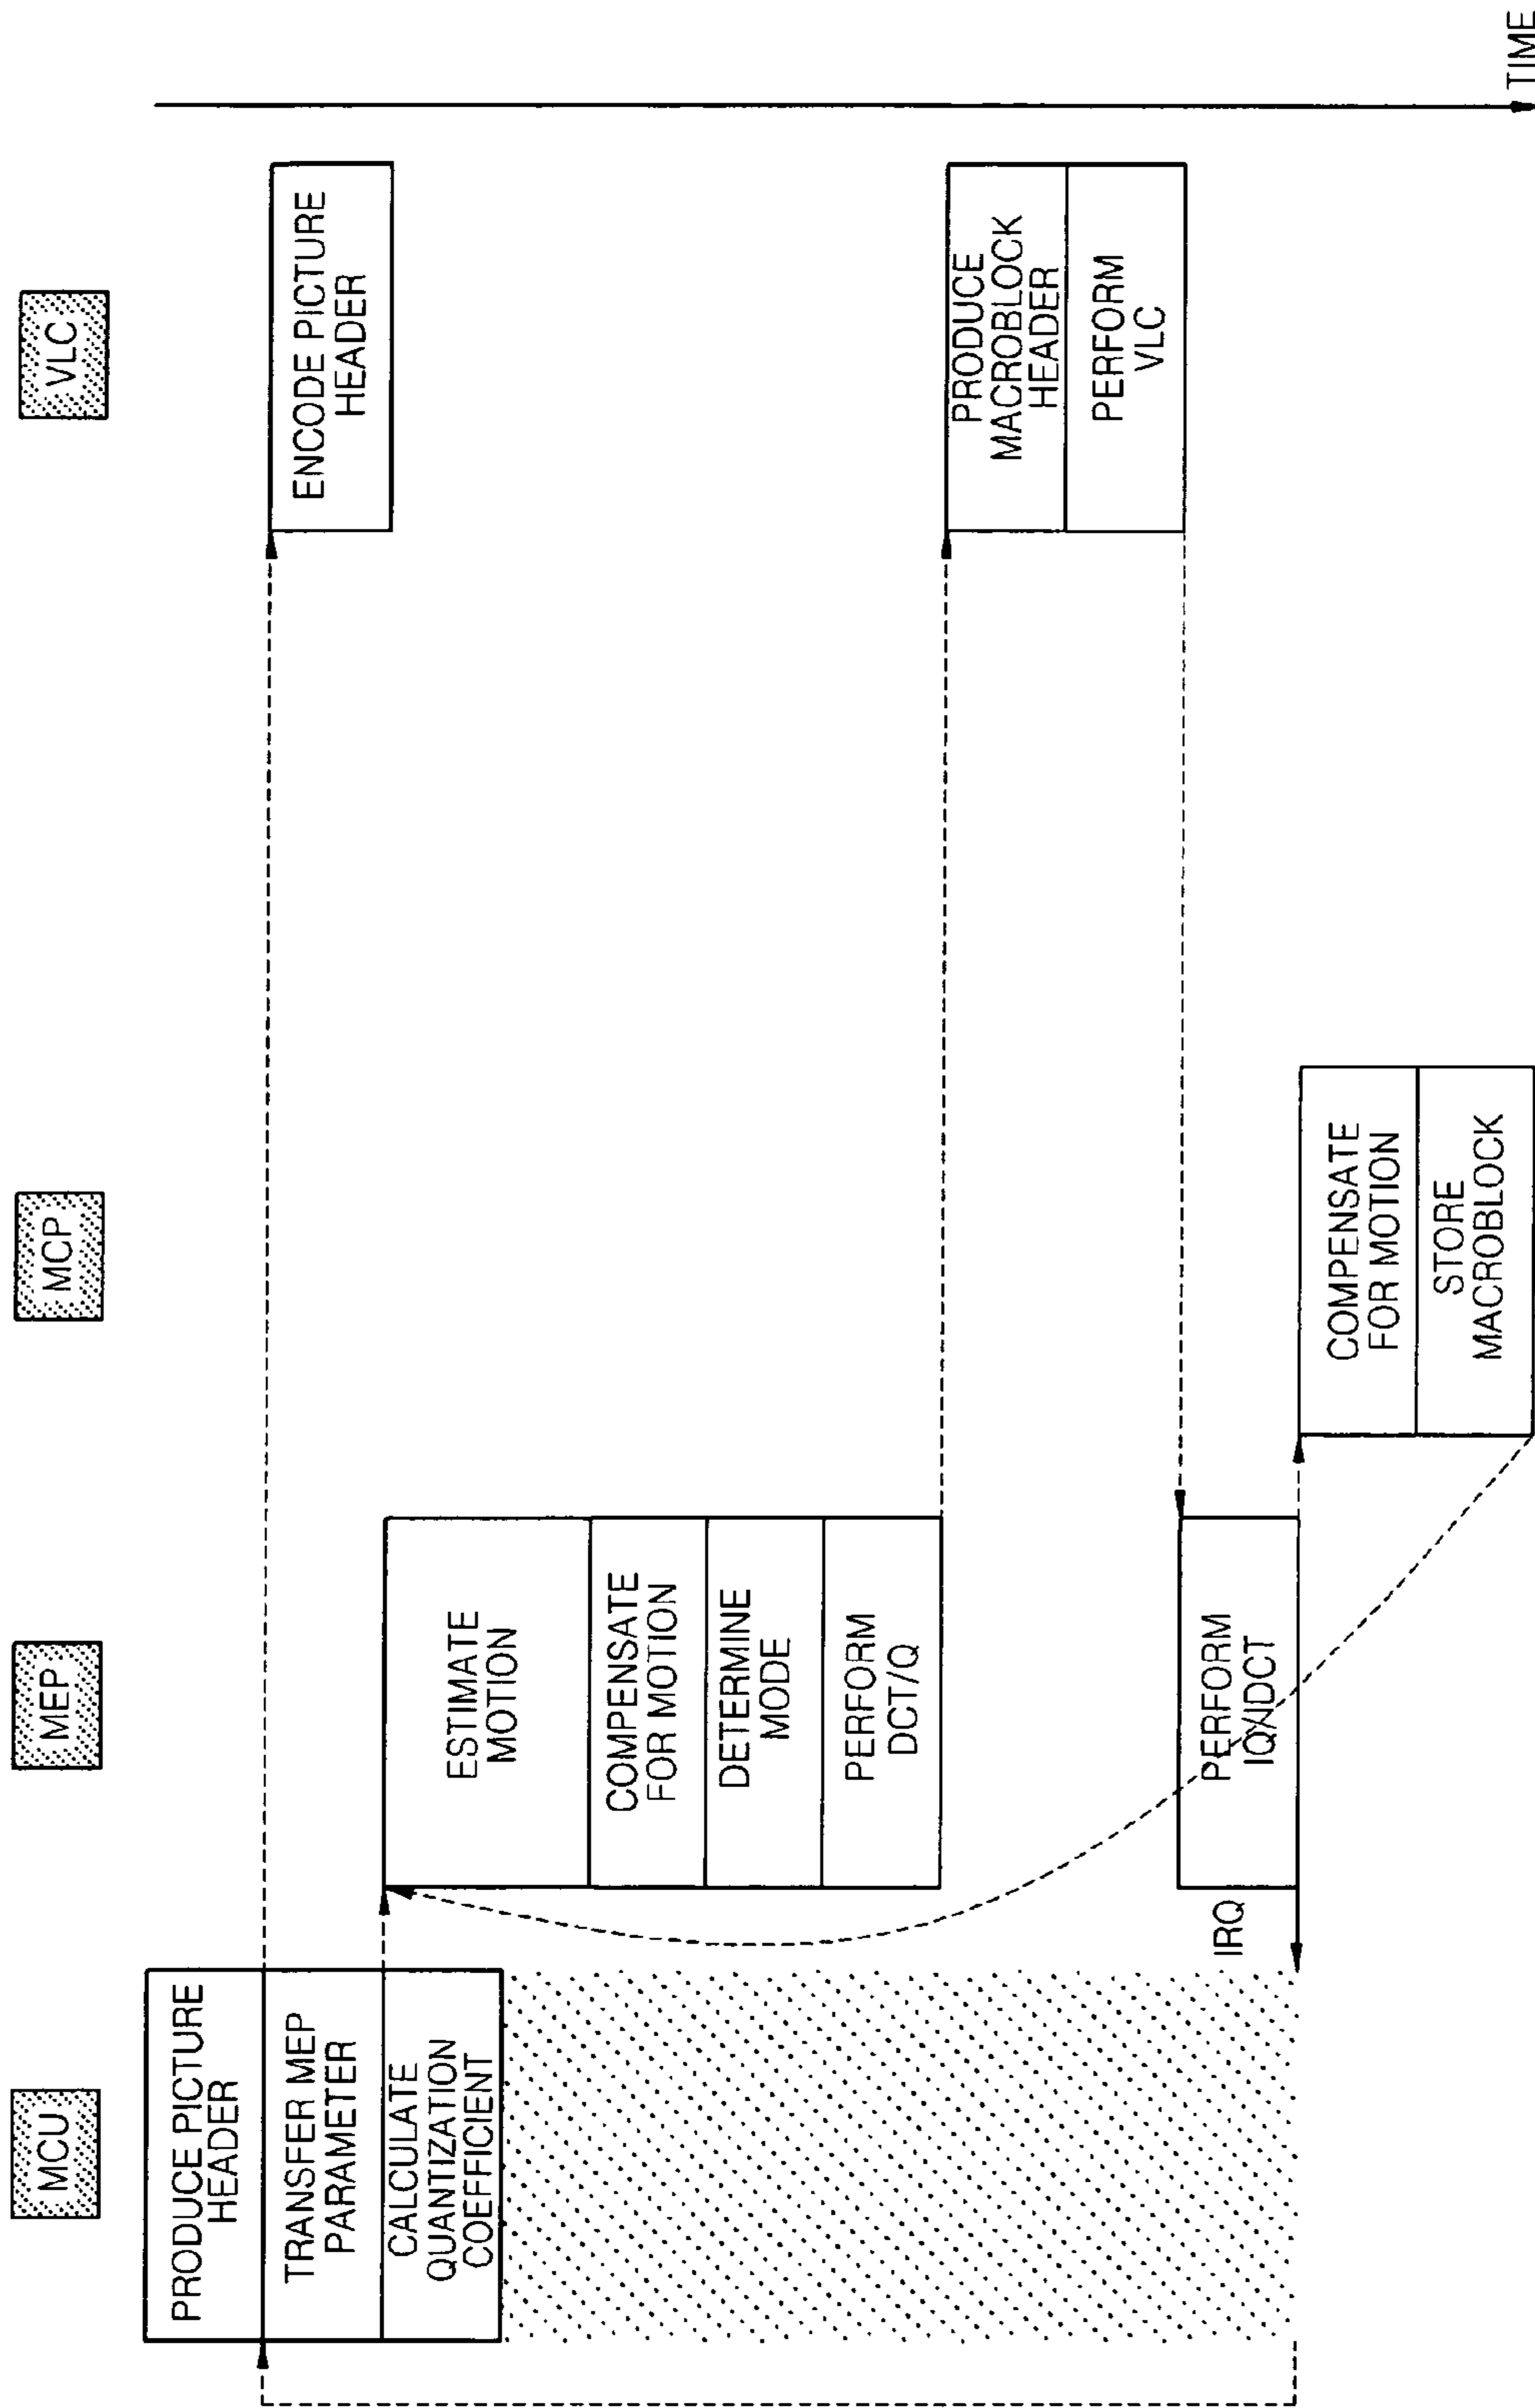 MCU
MEP
MCP
VLC
PRODUCE PICTURE
HEADER
TRANSFER MEP
PARAMETER
CALCULATE
QUANTIZATION
COEFFICIENT
ESTIMATE
MOTION
COMPENSATE
FOR MOTION
DETERMINE
MODE
PERFORM
DCT/Q
PERFORM
IQ/IDCT
IRQ
COMPENSATE
FOR MOTION
STORE
MACROBLOCK
ENCODE PICTURE
HEADER
PRODUCE
MACROBLOCK
HEADER
PERFORM
VLC
TIME